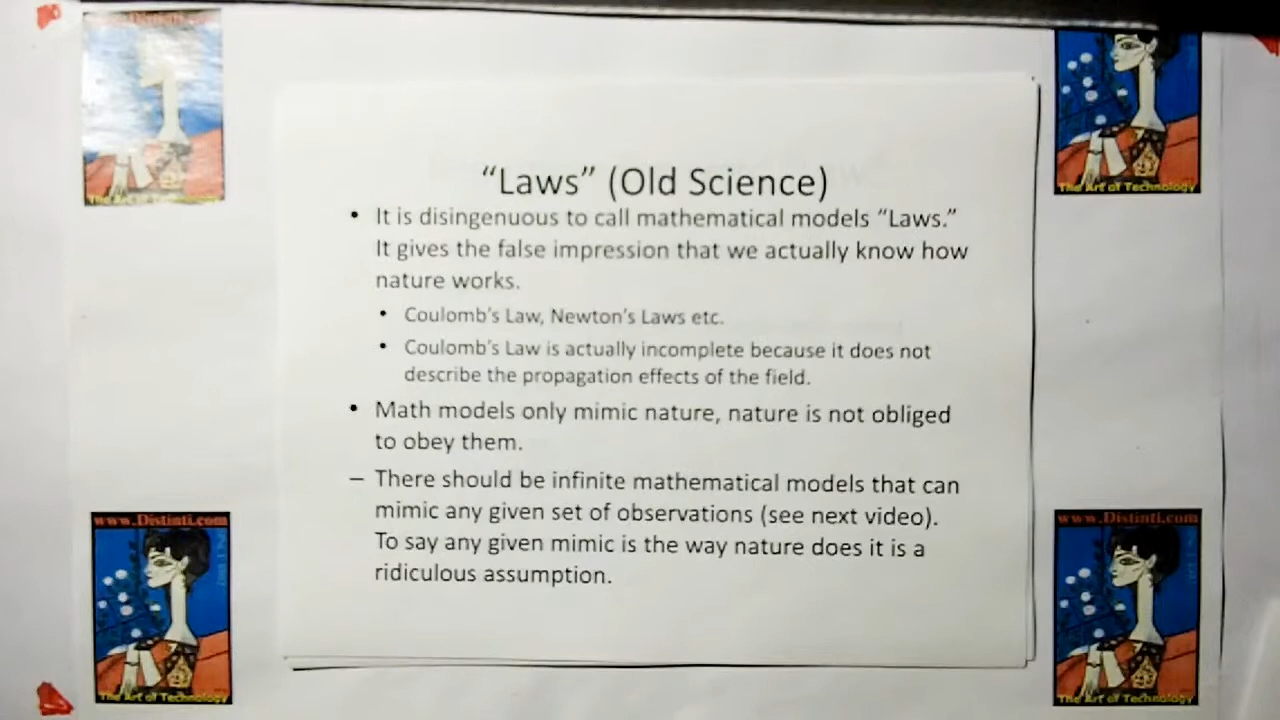 www.Distinti.com
The Art of Technology
The Art of Technology
"Laws" (Old Science)
• It is disingenuous to call mathematical models "Laws."
It gives the false impression that we actually know how
nature works.
• Coulomb's Law, Newton's Laws etc.
• Coulomb's Law is actually incomplete because it does not
describe the propagation effects of the field.
• Math models only mimic nature, nature is not obliged
to obey them.
– There should be infinite mathematical models that can
mimic any given set of observations (see next video).
To say any given mimic is the way nature does it is a
ridiculous assumption.
www.Distinti.com
The Art of Technology
www.Distinti.com
The Art of Technology